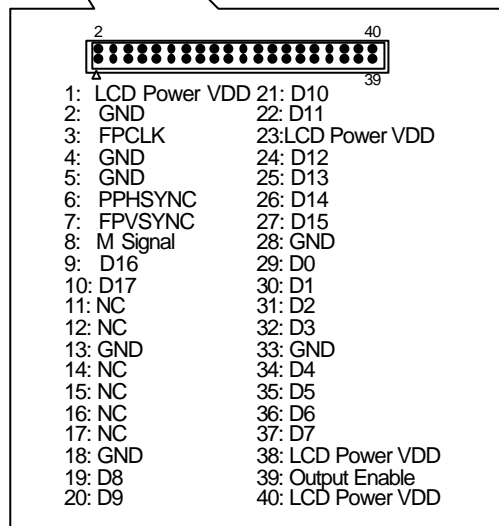 2 40
39
1: LCD Power VDD 21: D10
2: GND 22: D11
3: FPCLK 23:LCD Power VDD
4: GND 24: D12
5: GND 25: D13
6: PPHSYNC 26: D14
7: FPVSYNC 27: D15
8: M Signal 28: GND
9: D16 29: D0
10: D17 30: D1
11: NC 31: D2
12: NC 32: D3
13: GND 33: GND
14: NC 34: D4
15: NC 35: D5
16: NC 36: D6
17: NC 37: D7
18: GND 38: LCD Power VDD
19: D8 39: Output Enable
20: D9 40: LCD Power VDD